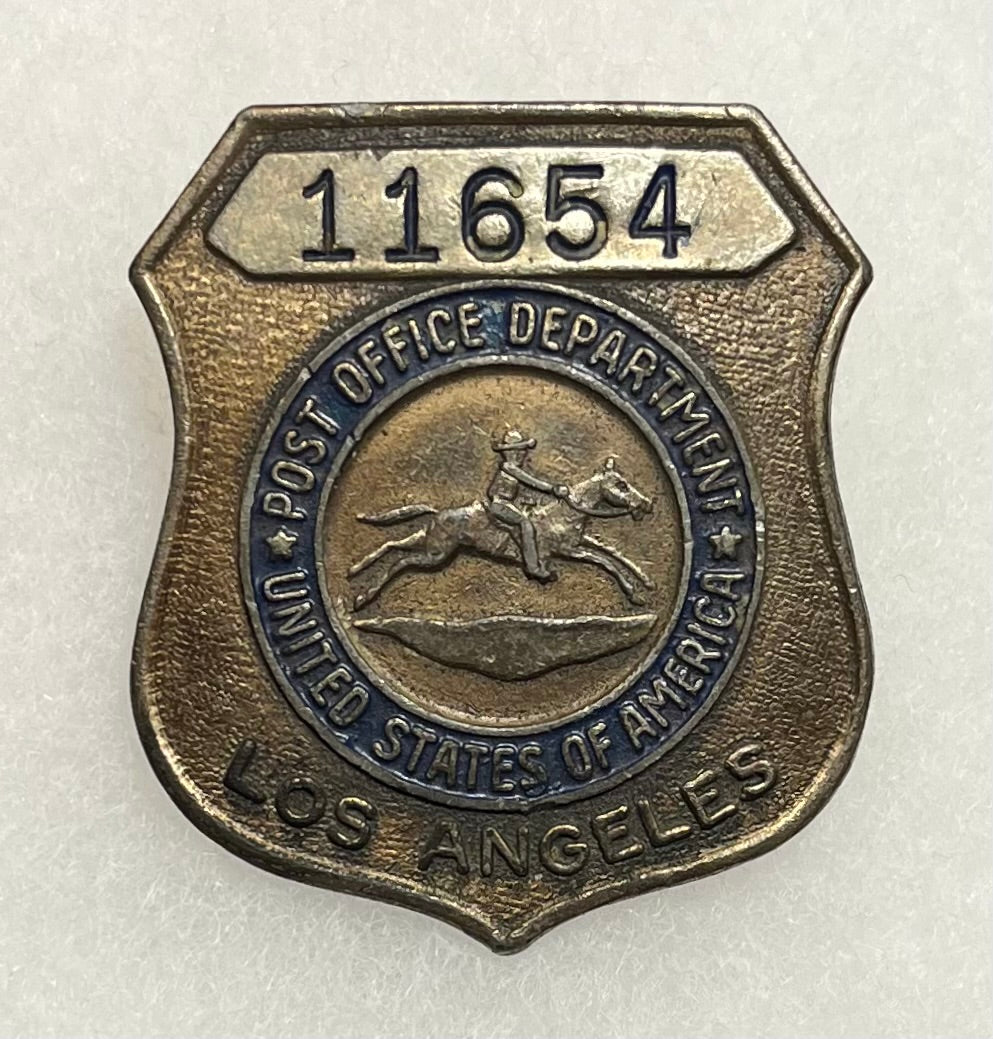 11654
POST OFFICE DEPARTMENT
★ UNITED STATES OF AMERICA ★
LOS ANGELES